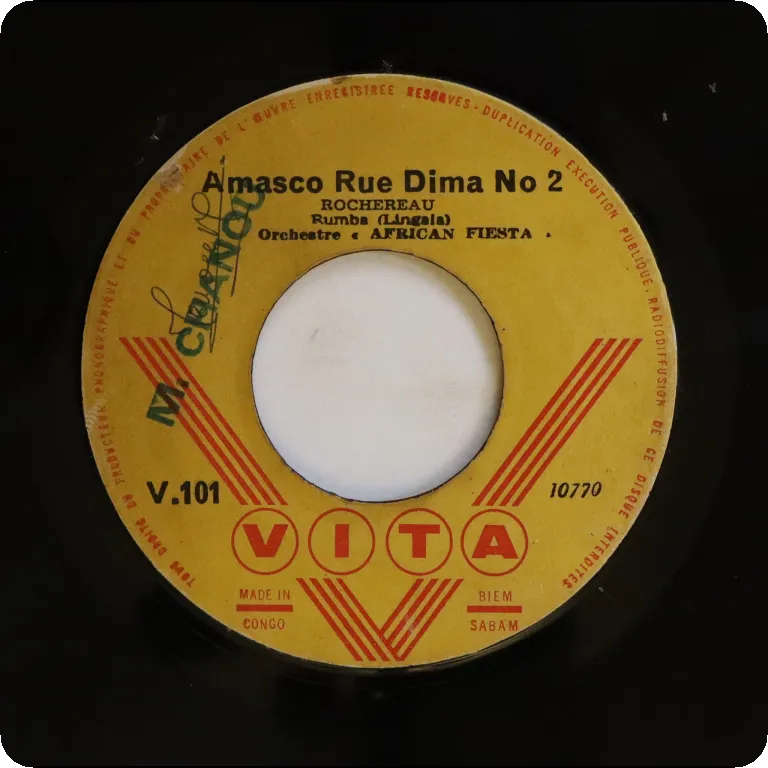 TOUS DROITS DU PRODUCTEUR PHONOGRAPHIQUE ET DU PROPRIETAIRE DE L'ŒUVRE ENREGISTREE RESERVES - DUPLICATION EXECUTION PUBLIQUE, RADIODIFFUSION DE CE DISQUE INTERDITES
Amasco Rue Dima No 2
ROCHEREAU
Rumba (Lingala)
Orchestre « AFRICAN FIESTA »
M. CHANOU
V.101
10770
VITA
MADE IN
CONGO
BIEM
SABAM